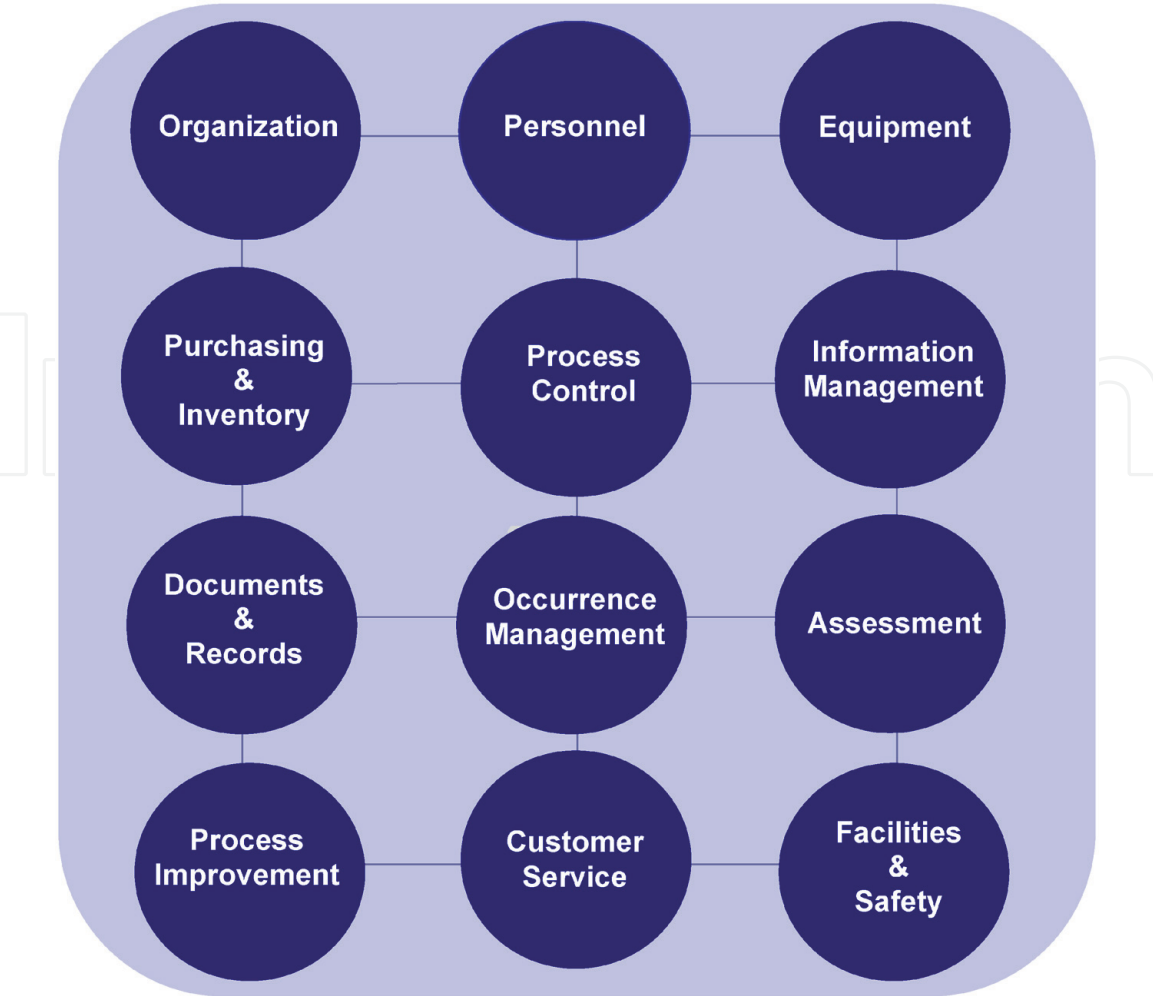 Organization
Personnel
Equipment
Purchasing
&
Inventory
Process
Control
Information
Management
Documents
&
Records
Occurrence
Management
Assessment
Process
Improvement
Customer
Service
Facilities
&
Safety